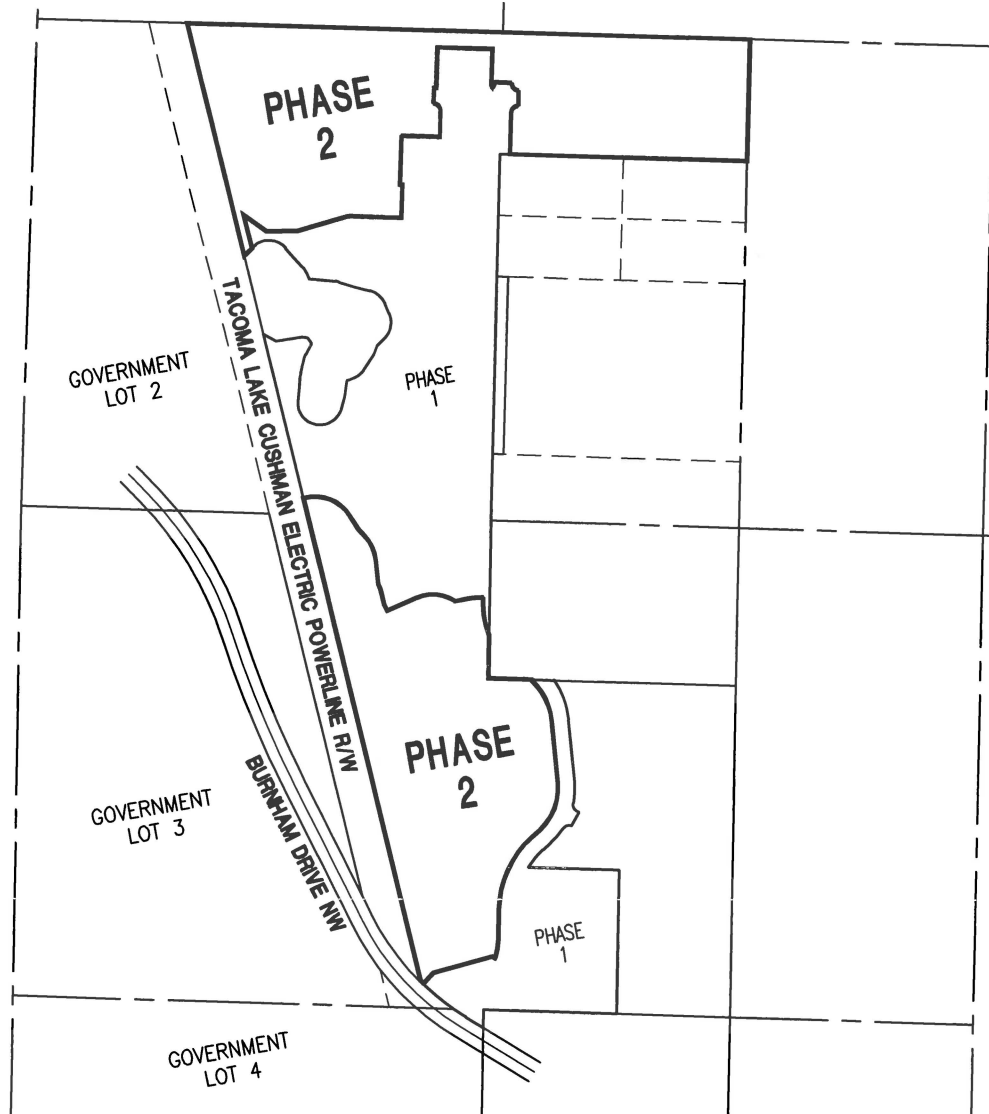 PHASE
2
TACOMA LAKE CUSHMAN ELECTRIC POWERLINE R/W
GOVERNMENT
LOT 2
PHASE
1
PHASE
2
BURNHAM DRIVE NW
GOVERNMENT
LOT 3
PHASE
1
GOVERNMENT
LOT 4